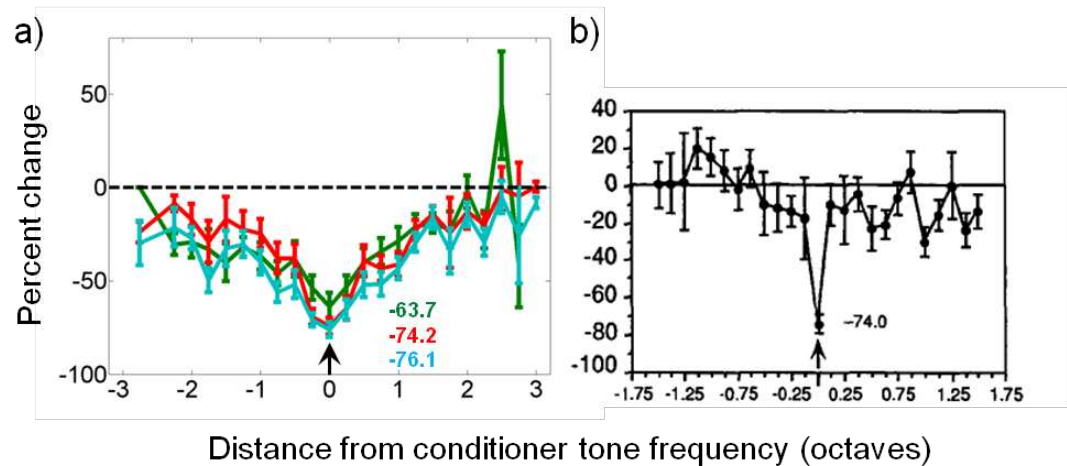 a)
b)
Percent change
50
0
-50
-100
-63.7
-74.2
-76.1
-3 -2 -1 0 1 2 3
40
20
0
-20
-40
-60
-80
-100
-74.0
-1.75 -1.25 -0.75 -0.25 0.25 0.75 1.25 1.75
Distance from conditioner tone frequency (octaves)